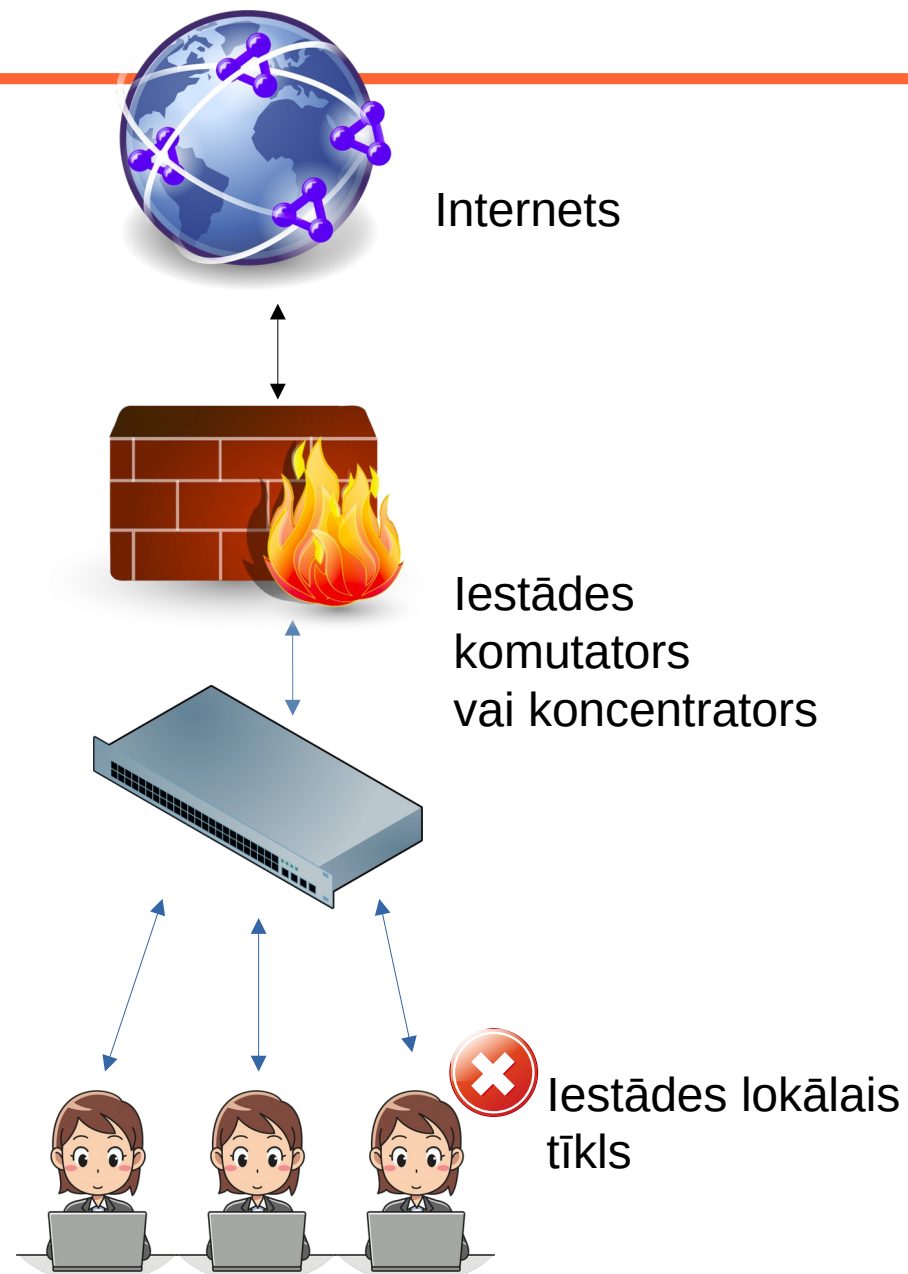 Internets
Iestādes
komutators
vai koncentrators
Iestādes lokālais
tīkls